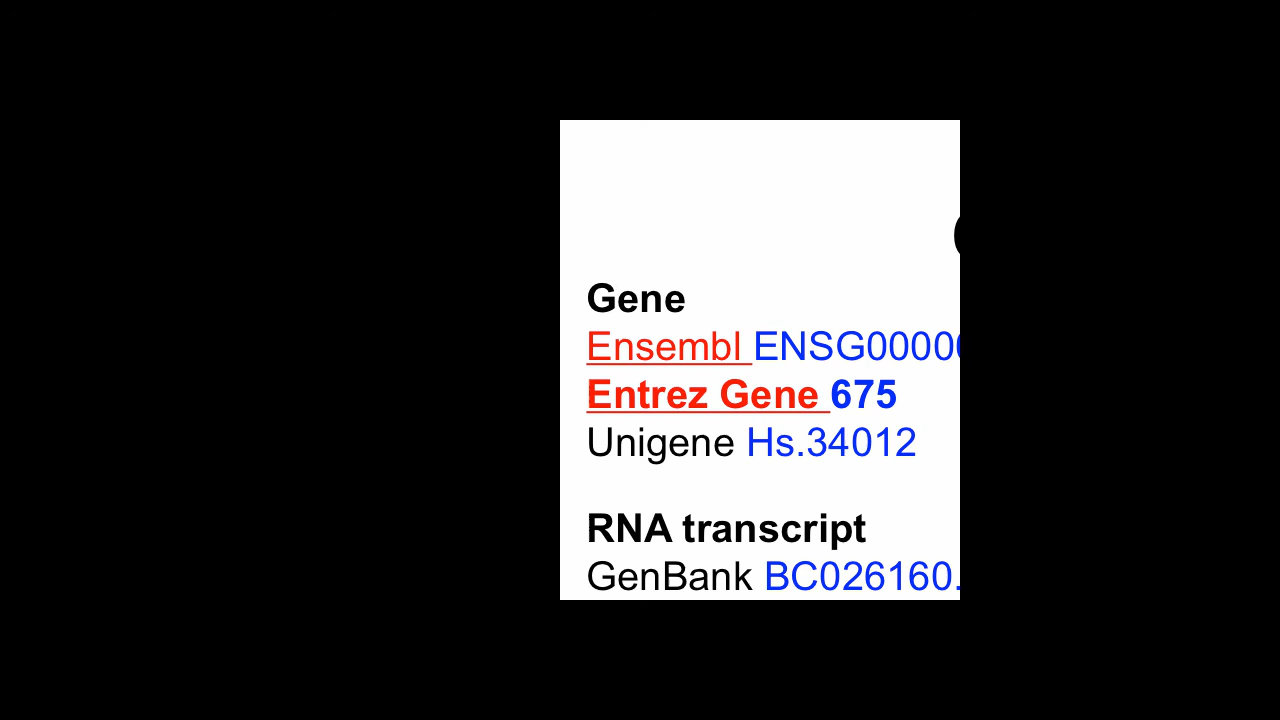 Gene
Ensembl ENSG0000
Entrez Gene 675
Unigene Hs.34012
RNA transcript
GenBank BC026160.